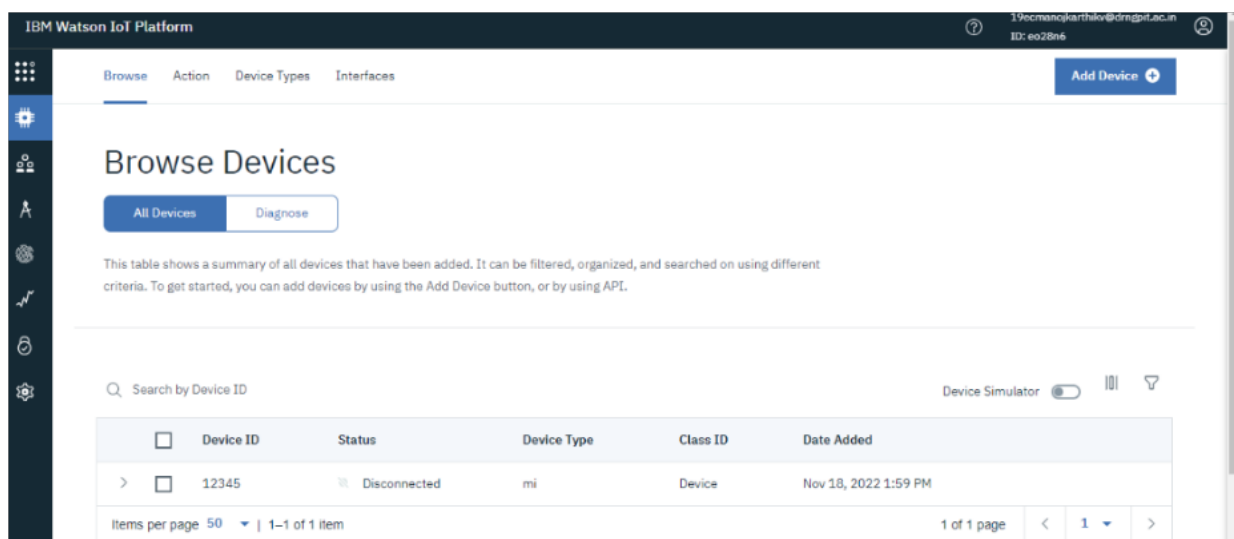 IBM Watson IoT Platform
19ecmanojkarthikv@drngpit.ac.in
ID: eo28n6
Browse Action Device Types Interfaces Add Device
Browse Devices
All Devices Diagnose
This table shows a summary of all devices that have been added. It can be filtered, organized, and searched on using different
criteria. To get started, you can add devices by using the Add Device button, or by using API.
Search by Device ID Device Simulator
Device ID Status Device Type Class ID Date Added
12345 Disconnected mi Device Nov 18, 2022 1:59 PM
Items per page 50 | 1–1 of 1 item 1 of 1 page < 1 >